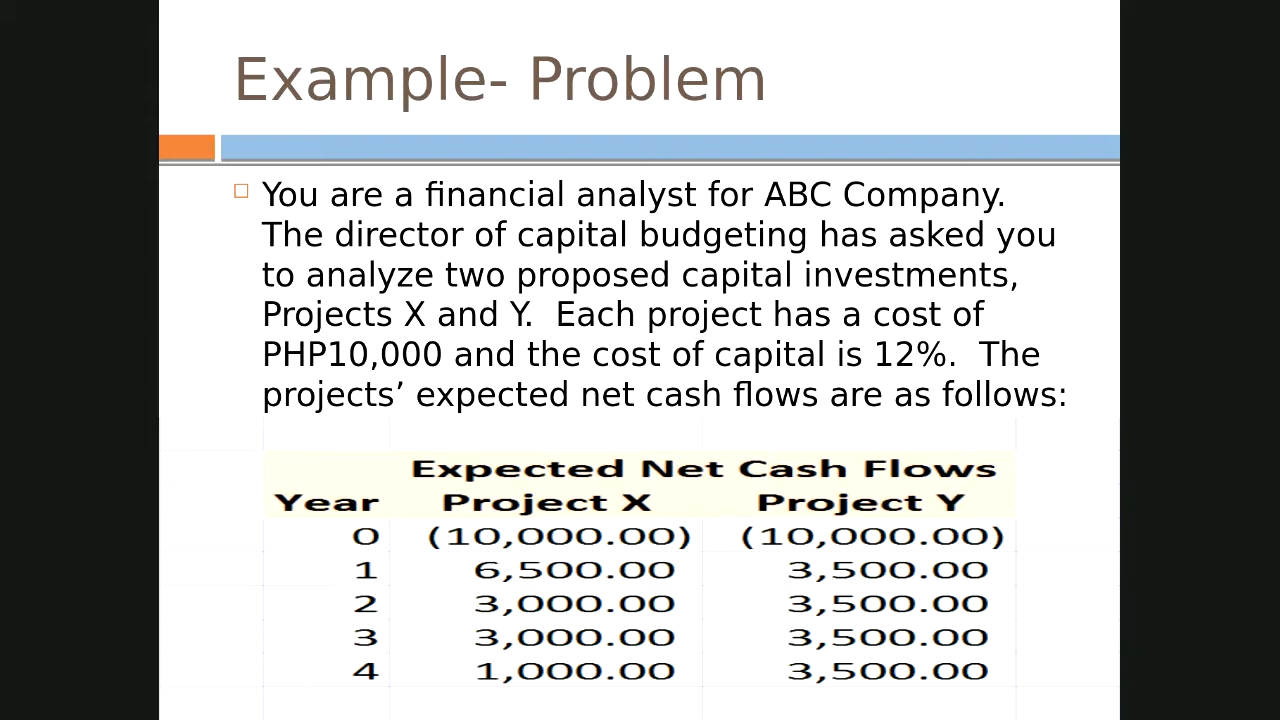 Example- Problem
You are a financial analyst for ABC Company.
The director of capital budgeting has asked you
to analyze two proposed capital investments,
Projects X and Y.  Each project has a cost of
PHP10,000 and the cost of capital is 12%.  The
projects’ expected net cash flows are as follows:
Expected Net Cash Flows
Year Project X Project Y
0 (10,000.00) (10,000.00)
1 6,500.00 3,500.00
2 3,000.00 3,500.00
3 3,000.00 3,500.00
4 1,000.00 3,500.00